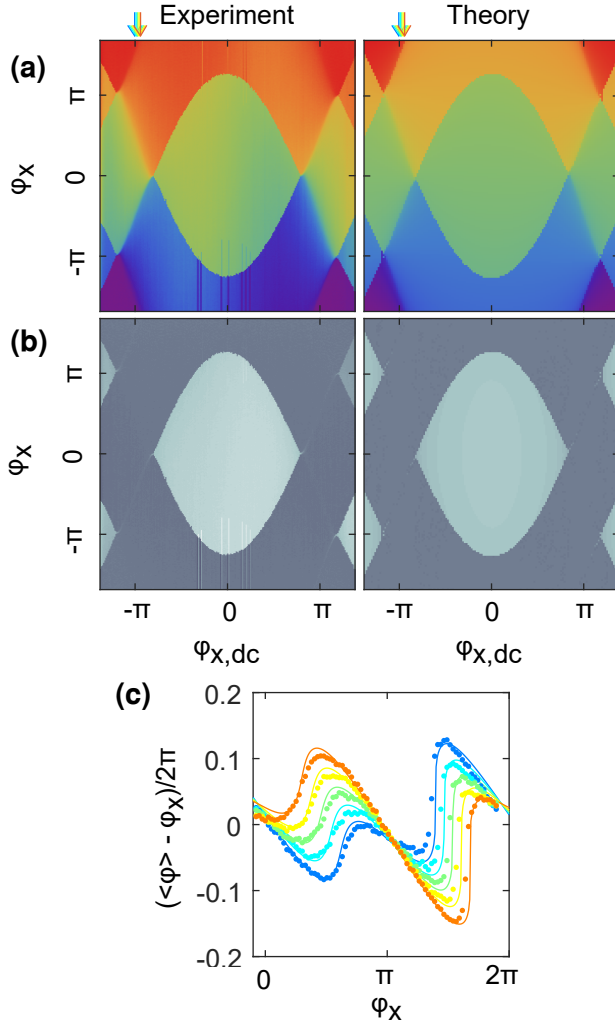 Experiment Theory
(a)
π
0
-π
φx
(b)
π
0
-π
φx
-π 0 π -π 0 π
φx,dc φx,dc
(c)
0.2
0.1
0
-0.1
-0.2
(<φ> - φx)/2π
0 π 2π
φx